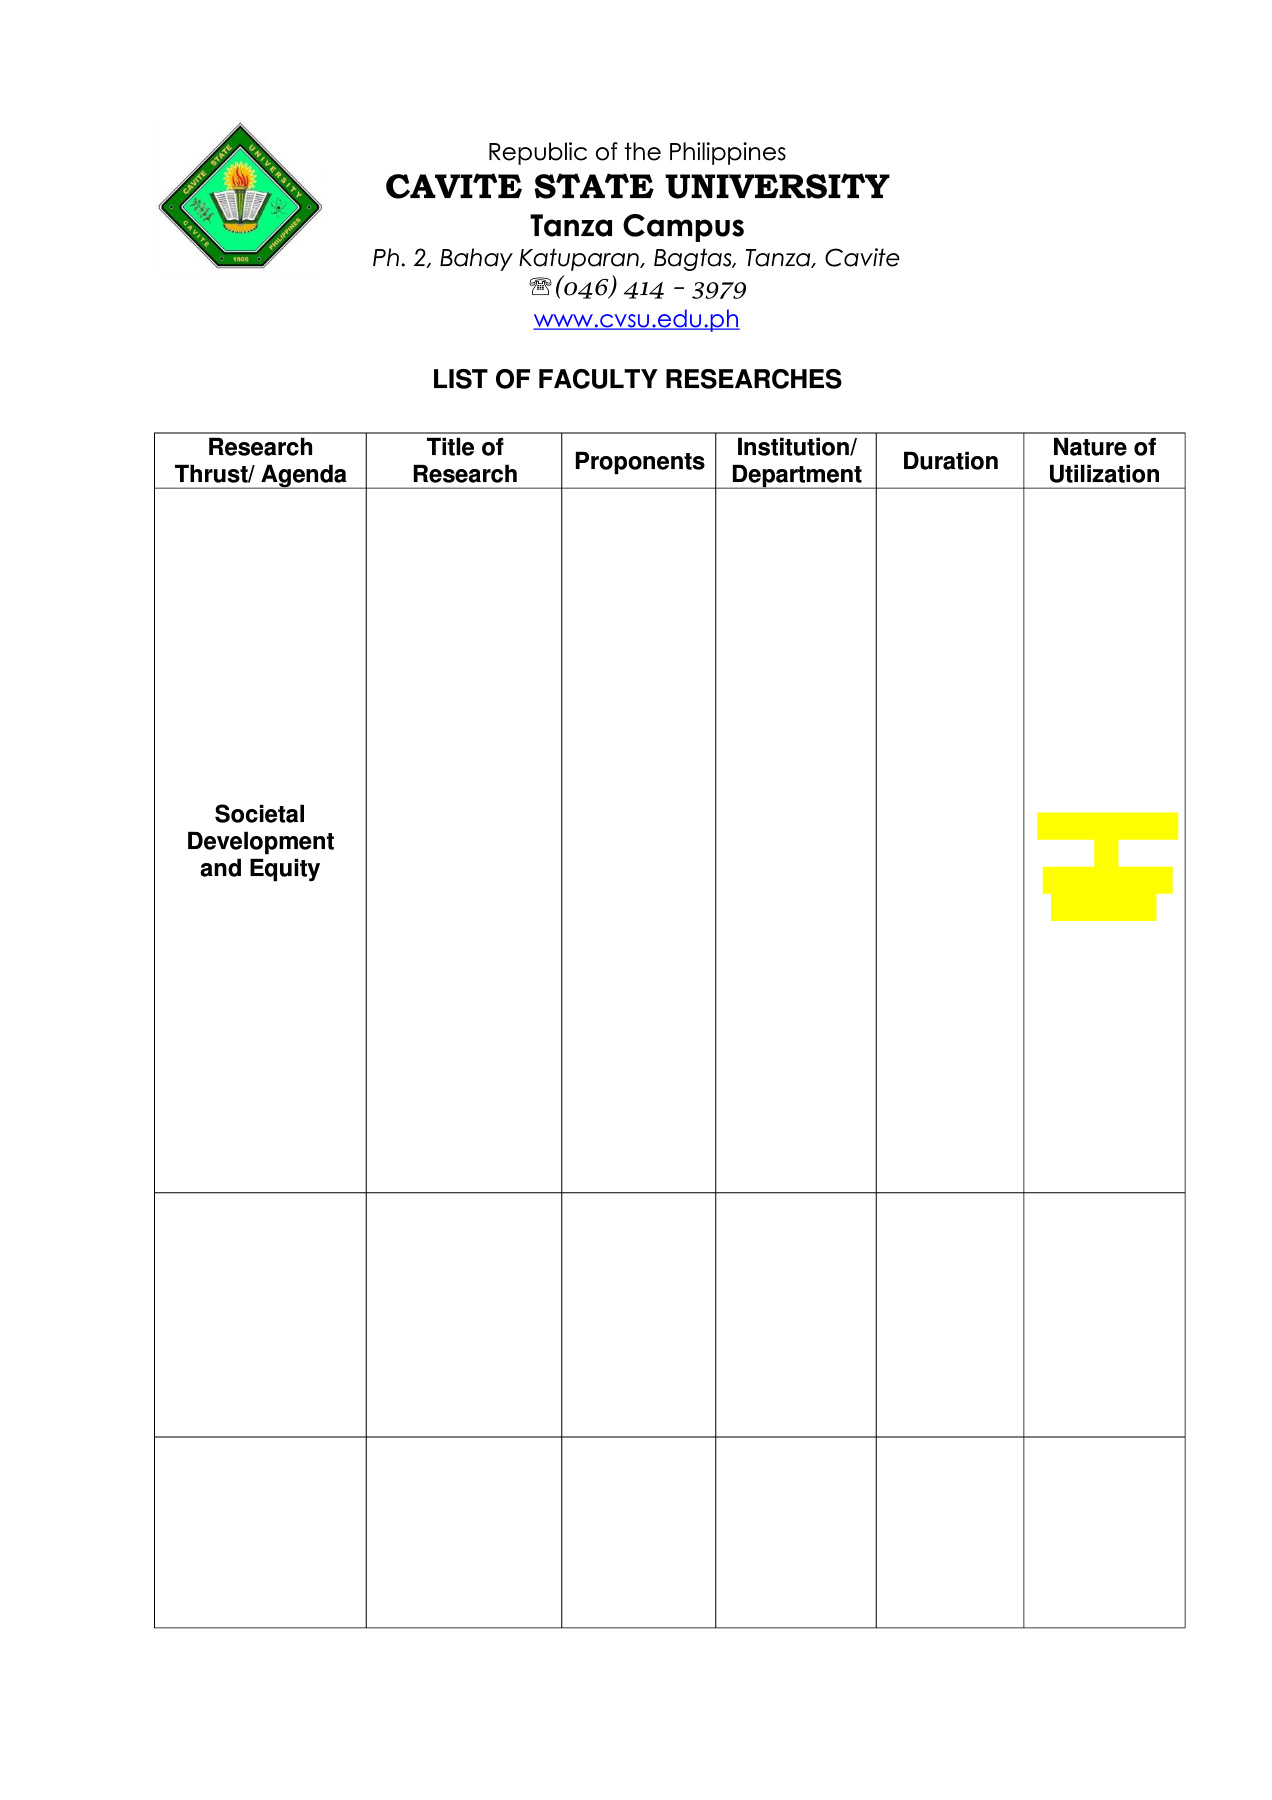 CAVITE STATE UNIVERSITY
CAVITE
PHILIPPINES
1906
Republic of the Philippines
CAVITE STATE UNIVERSITY
Tanza Campus
Ph. 2, Bahay Katuparan, Bagtas, Tanza, Cavite
☏(046) 414 – 3979
www.cvsu.edu.ph
LIST OF FACULTY RESEARCHES
Research Thrust/ Agenda
Title of Research
Proponents
Institution/ Department
Duration
Nature of Utilization
Societal
Development
and Equity